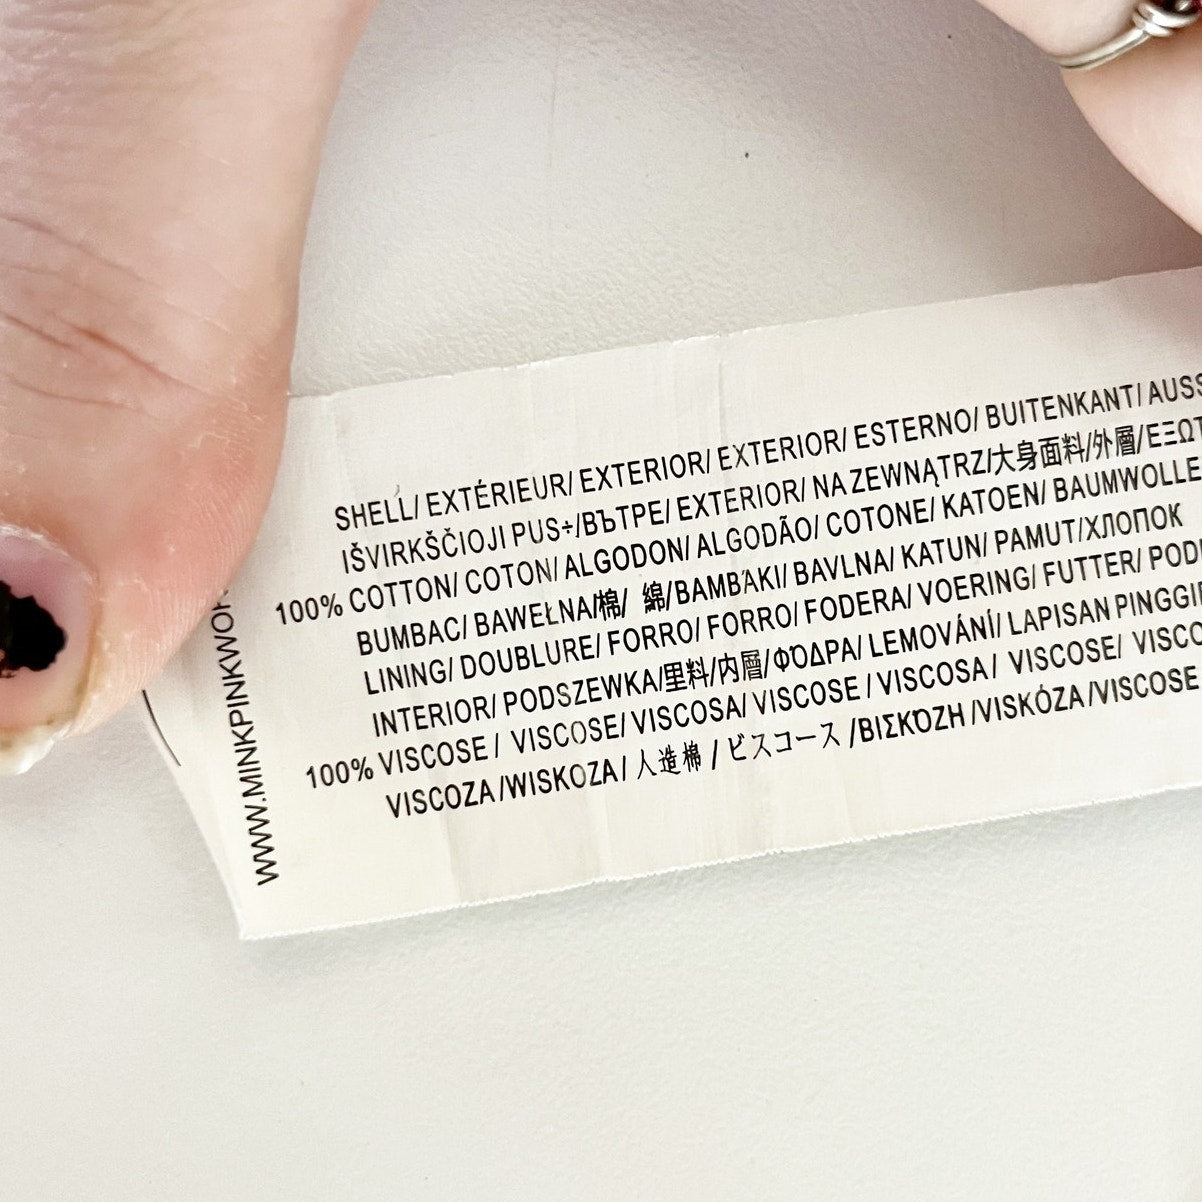 SHELL/ EXTÉRIEUR/ EXTERIOR/ EXTERIOR/ ESTERNO/ BUITENKANT/ AUSS
IŠVIRKŠČIOJI PUS÷/ВЪТРЕ/ EXTERIOR/ NA ZEWNĄTRZ/大身面料/外層/ΕΞΩΤ
100% COTTON/ COTON/ ALGODON/ ALGODÃO/ COTONE/ KATOEN/ BAUMWOLLE
BUMBAC/ BAWEŁNA/棉/ 綿/BAMBΆKI/ BAVLNA/ KATUN/ PAMUT/ХЛОПОК
LINING/ DOUBLURE/ FORRO/ FORRO/ FODERA/ VOERING/ FUTTER/ POD
INTERIOR/ PODSZEWKA/里料/内層/ΦΌΔΡΑ/ LEMOVÁNÍ/ LAPISAN PINGGI
100% VISCOSE / VISCOSE/ VISCOSA/ VISCOSE / VISCOSA / VISCOSE/ VISCO
VISCOZA /WISKOZA / 人造棉 / ビスコース /ΒΙΣΚΌΖΗ /VISKÓZA /VISCOSE
WWW.MINKPINKWOR